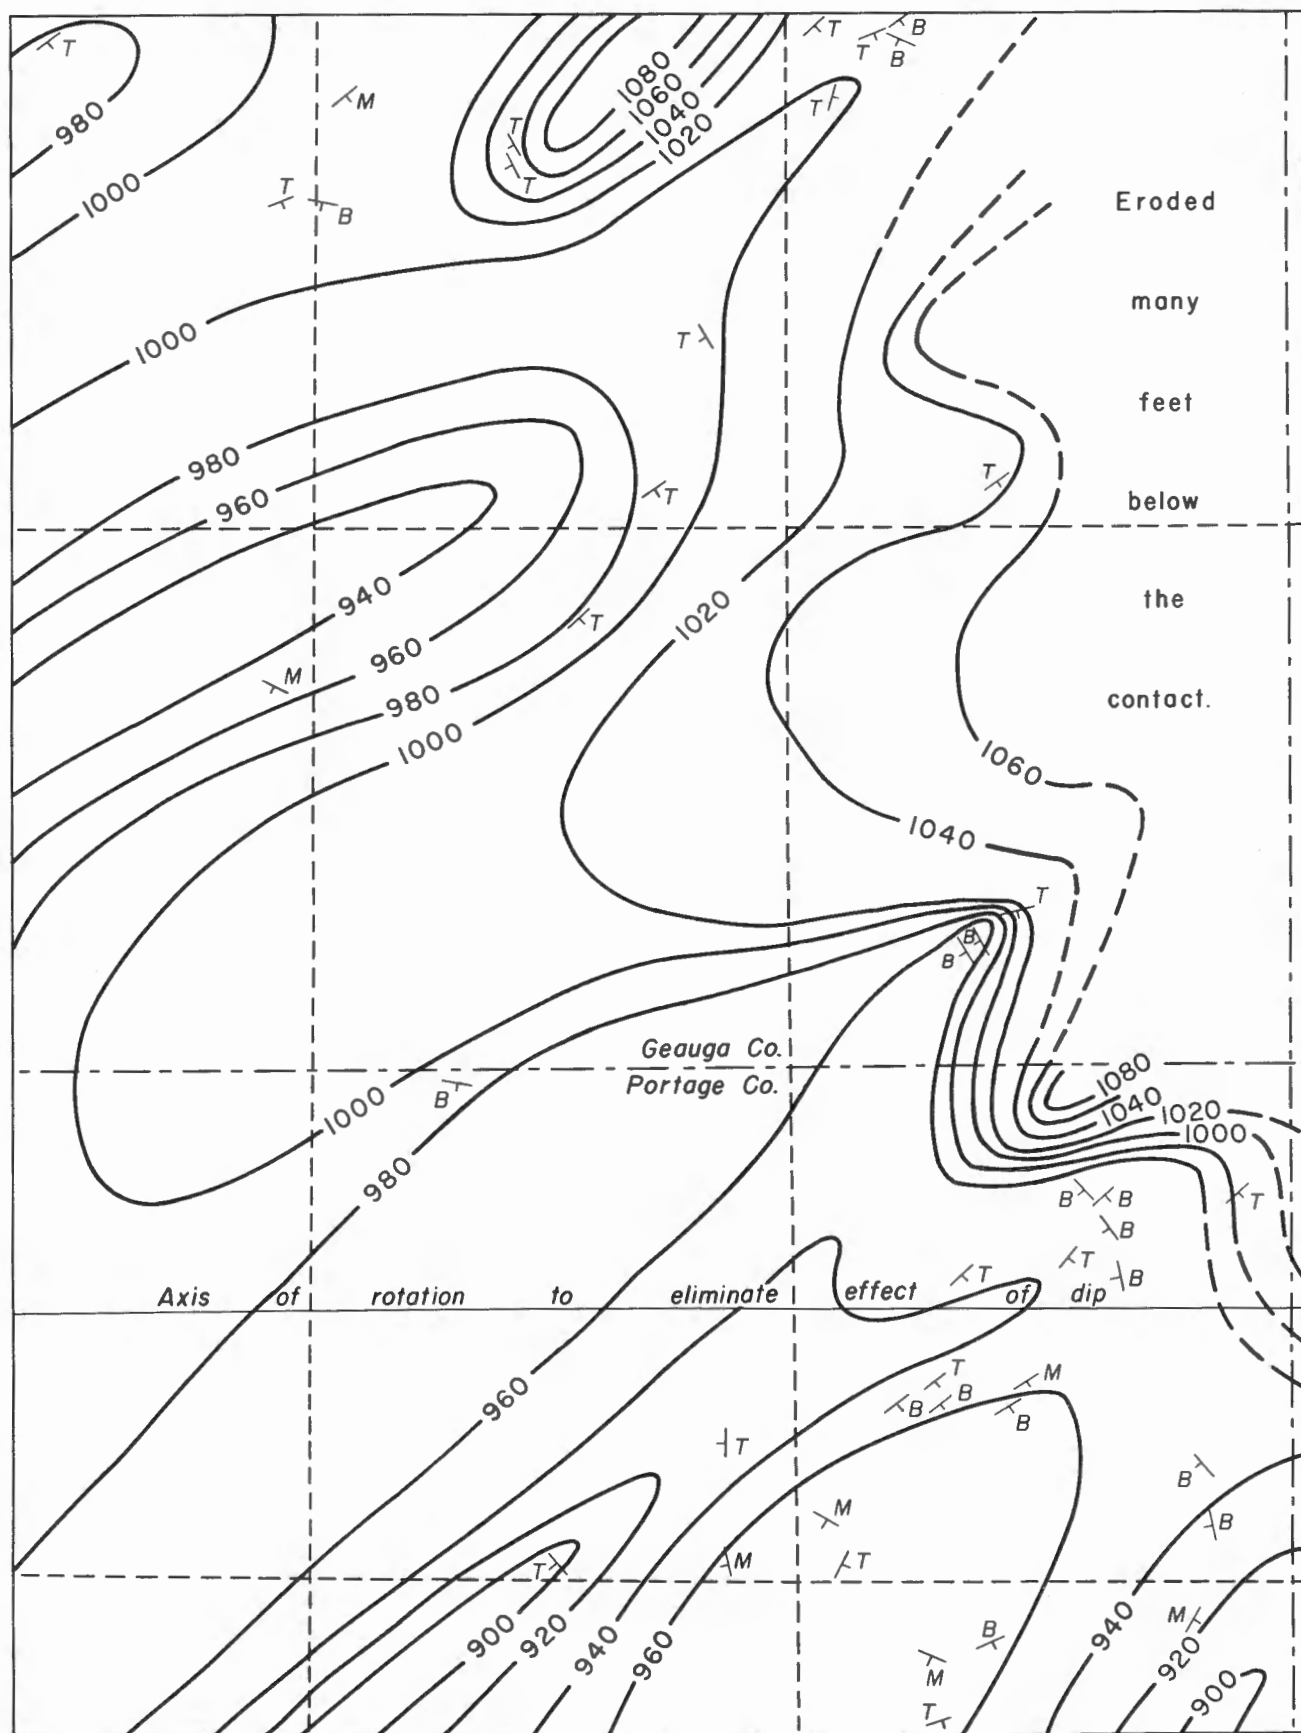 T
T
B
T
B
1080
1060
1040
1020
T
M
980
T
T
1000
T
B
Eroded
many
1000
T
feet
980
960
T
T
below
940
1020
T
the
960
M
980
contact.
1000
1060
1040
T
B
B
Geauga Co.
Portage Co.
B
1000
1080
1040
1020
1000
980
B
B
T
B
T
B
T
Axis of rotation to eliminate effect of dip
960
T
M
B
B
B
T
B
M
B
T
M
T
900
920
940
960
B
M
T
940
M
920
900